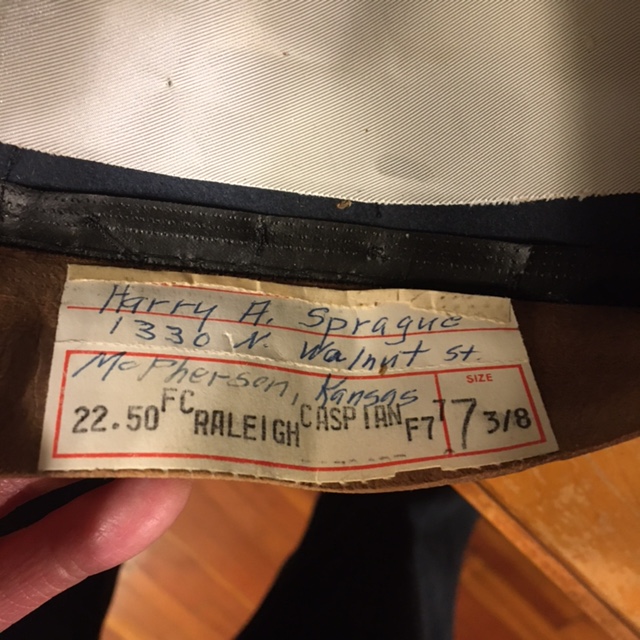 Harry A. Sprague
1330 N. Walnut St.
McPherson, Kansas
SIZE
22.50 FC RALEIGH CASPIAN F7 7 3/8